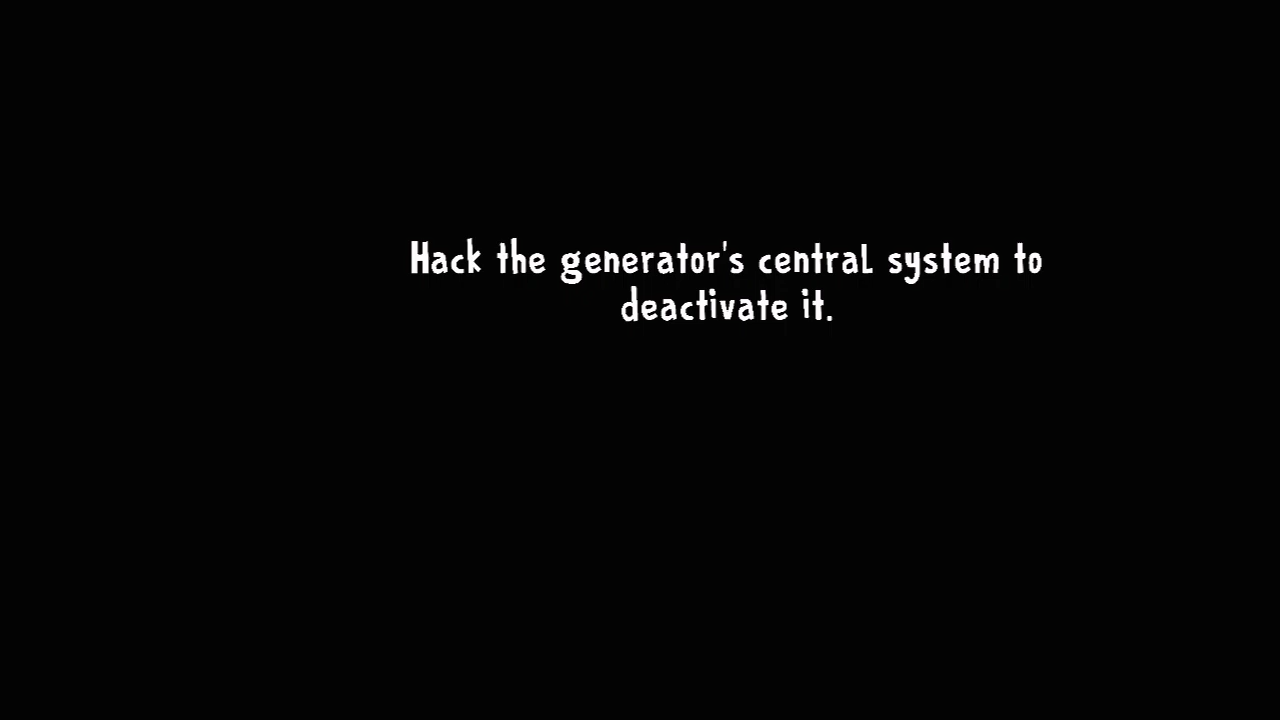 Hack the generator's central system to
deactivate it.